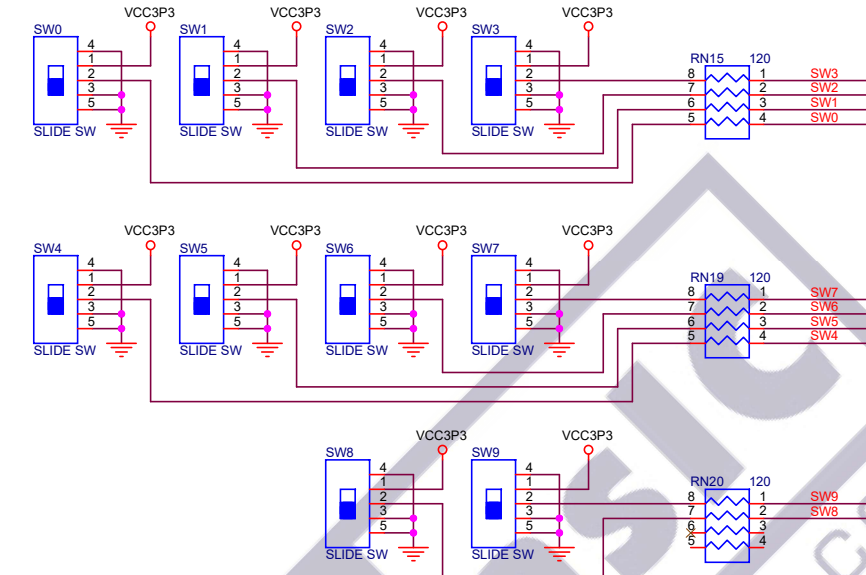 VCC3P3 VCC3P3 VCC3P3 VCC3P3
SW0 SW1 SW2 SW3
4 4 4 4
1 1 1 1
2 2 2 2
3 3 3 3
5 5 5 5
SLIDE SW SLIDE SW SLIDE SW SLIDE SW
RN15 120
8 1 SW3
7 2 SW2
6 3 SW1
5 4 SW0
VCC3P3 VCC3P3 VCC3P3 VCC3P3
SW4 SW5 SW6 SW7
4 4 4 4
1 1 1 1
2 2 2 2
3 3 3 3
5 5 5 5
SLIDE SW SLIDE SW SLIDE SW SLIDE SW
RN19 120
8 1 SW7
7 2 SW6
6 3 SW5
5 4 SW4
VCC3P3 VCC3P3
SW8 SW9
4 4
1 1
2 2
3 3
5 5
SLIDE SW SLIDE SW
RN20 120
8 1 SW9
7 2 SW8
6 3
5 4